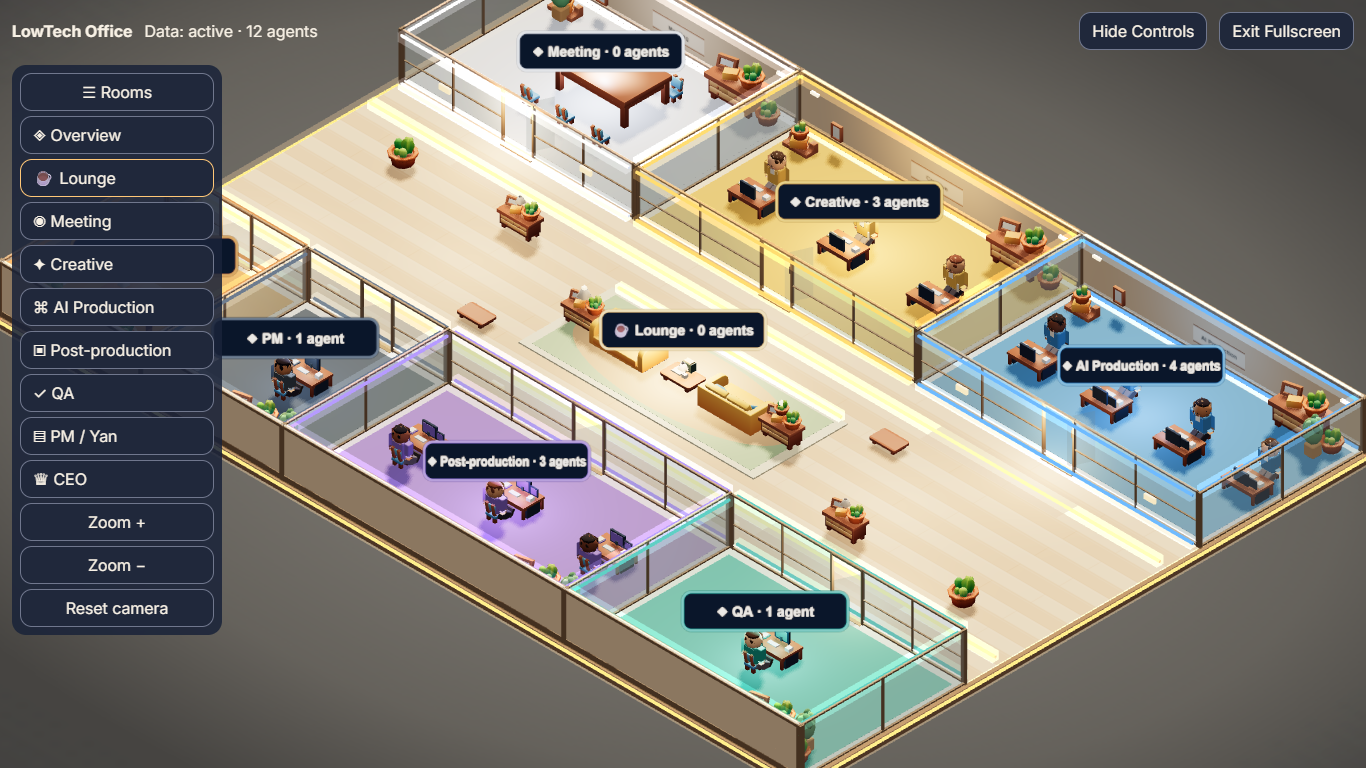 LowTech Office Data: active · 12 agents
Hide Controls
Exit Fullscreen
☰ Rooms
◈ Overview
Lounge
◉ Meeting
✦ Creative
⌘ AI Production
▣ Post-production
✓ QA
▤ PM / Yan
♛ CEO
Zoom +
Zoom −
Reset camera
◆ Meeting · 0 agents
◆ Creative · 3 agents
Lounge · 0 agents
◆ PM · 1 agent
◆ AI Production · 4 agents
◆ Post-production · 3 agents
◆ QA · 1 agent